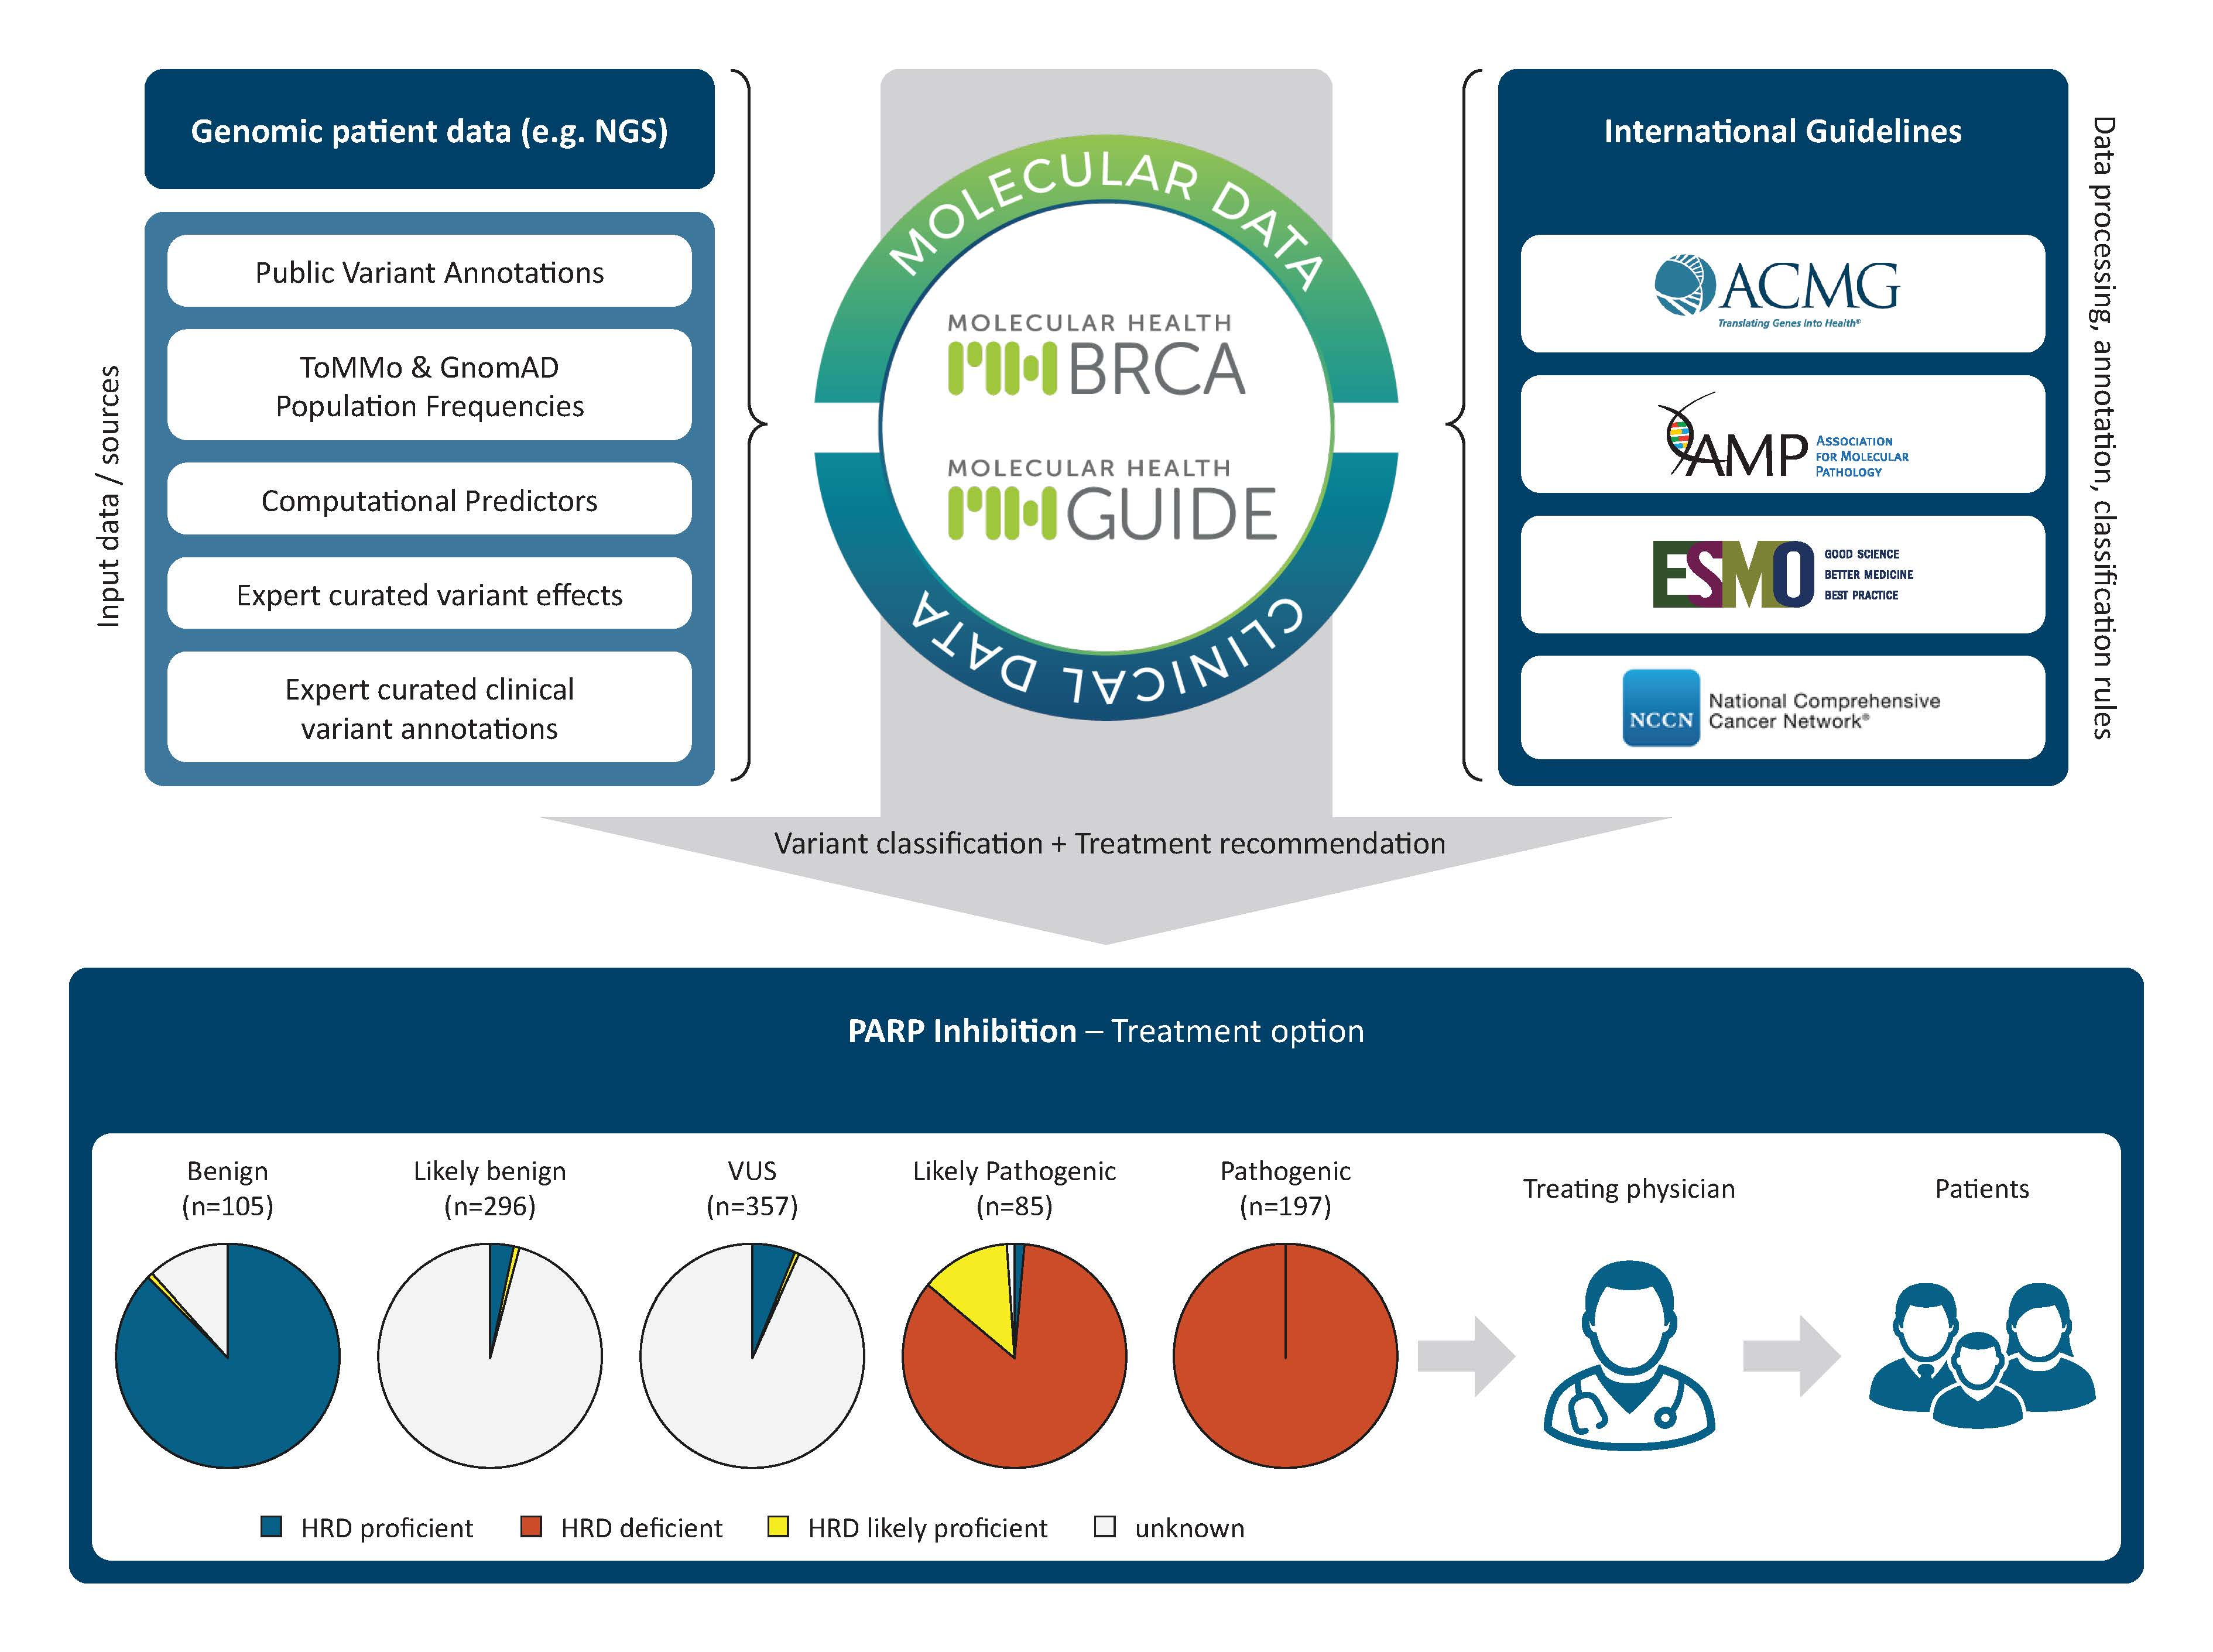 Genomic patient data (e.g. NGS)
Input data / sources
Public Variant Annotations
ToMMo & GnomAD
Population Frequencies
Computational Predictors
Expert curated variant effects
Expert curated clinical
variant annotations
MOLECULAR DATA
MOLECULAR HEALTH
BRCA
MOLECULAR HEALTH
GUIDE
CLINICAL DATA
International Guidelines
ACMG
Translating Genes Into Health®
AMP
ASSOCIATION
FOR MOLECULAR
PATHOLOGY
ESMO
GOOD SCIENCE
BETTER MEDICINE
BEST PRACTICE
NCCN
National Comprehensive
Cancer Network®
Data processing, annotation, classification rules
Variant classification + Treatment recommendation
PARP Inhibition – Treatment option
Benign
(n=105)
Likely benign
(n=296)
VUS
(n=357)
Likely Pathogenic
(n=85)
Pathogenic
(n=197)
Treating physician
Patients
HRD proficient
HRD deficient
HRD likely proficient
unknown